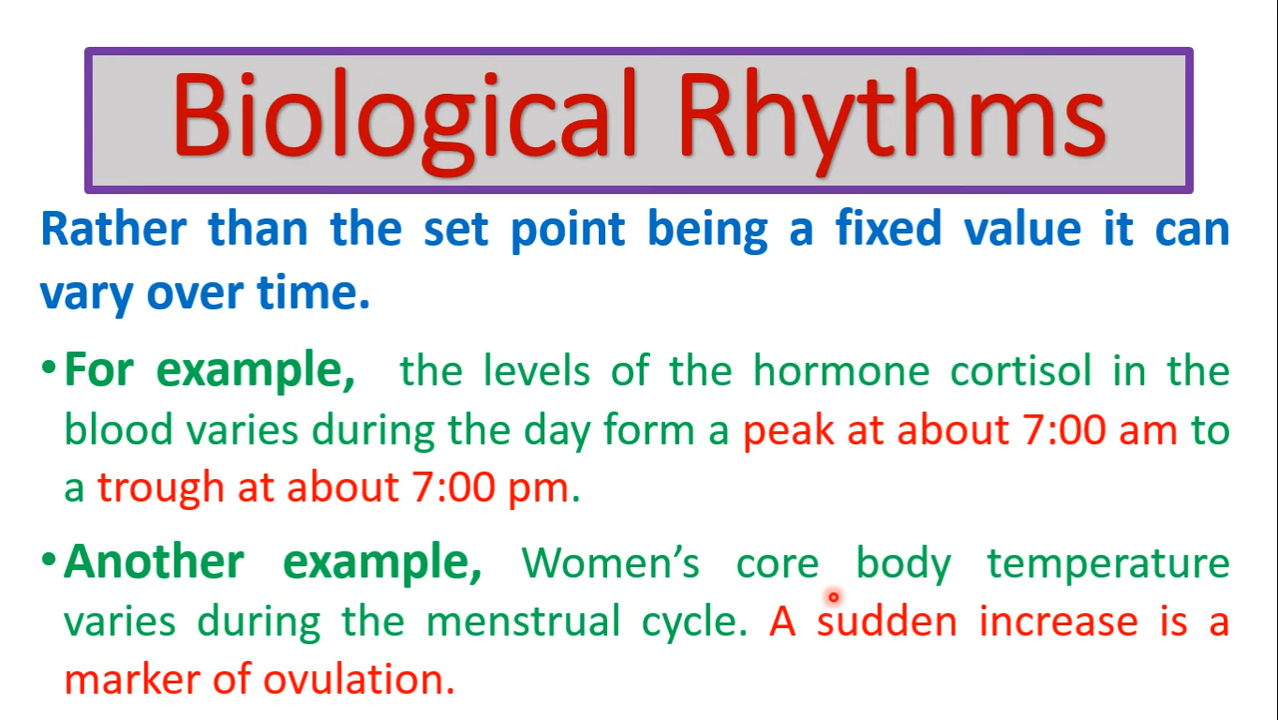 Biological Rhythms
Rather than the set point being a fixed value it can
vary over time.
•For example, the levels of the hormone cortisol in the
blood varies during the day form a peak at about 7:00 am to
a trough at about 7:00 pm.
•Another example, Women’s core body temperature
varies during the menstrual cycle. A sudden increase is a
marker of ovulation.